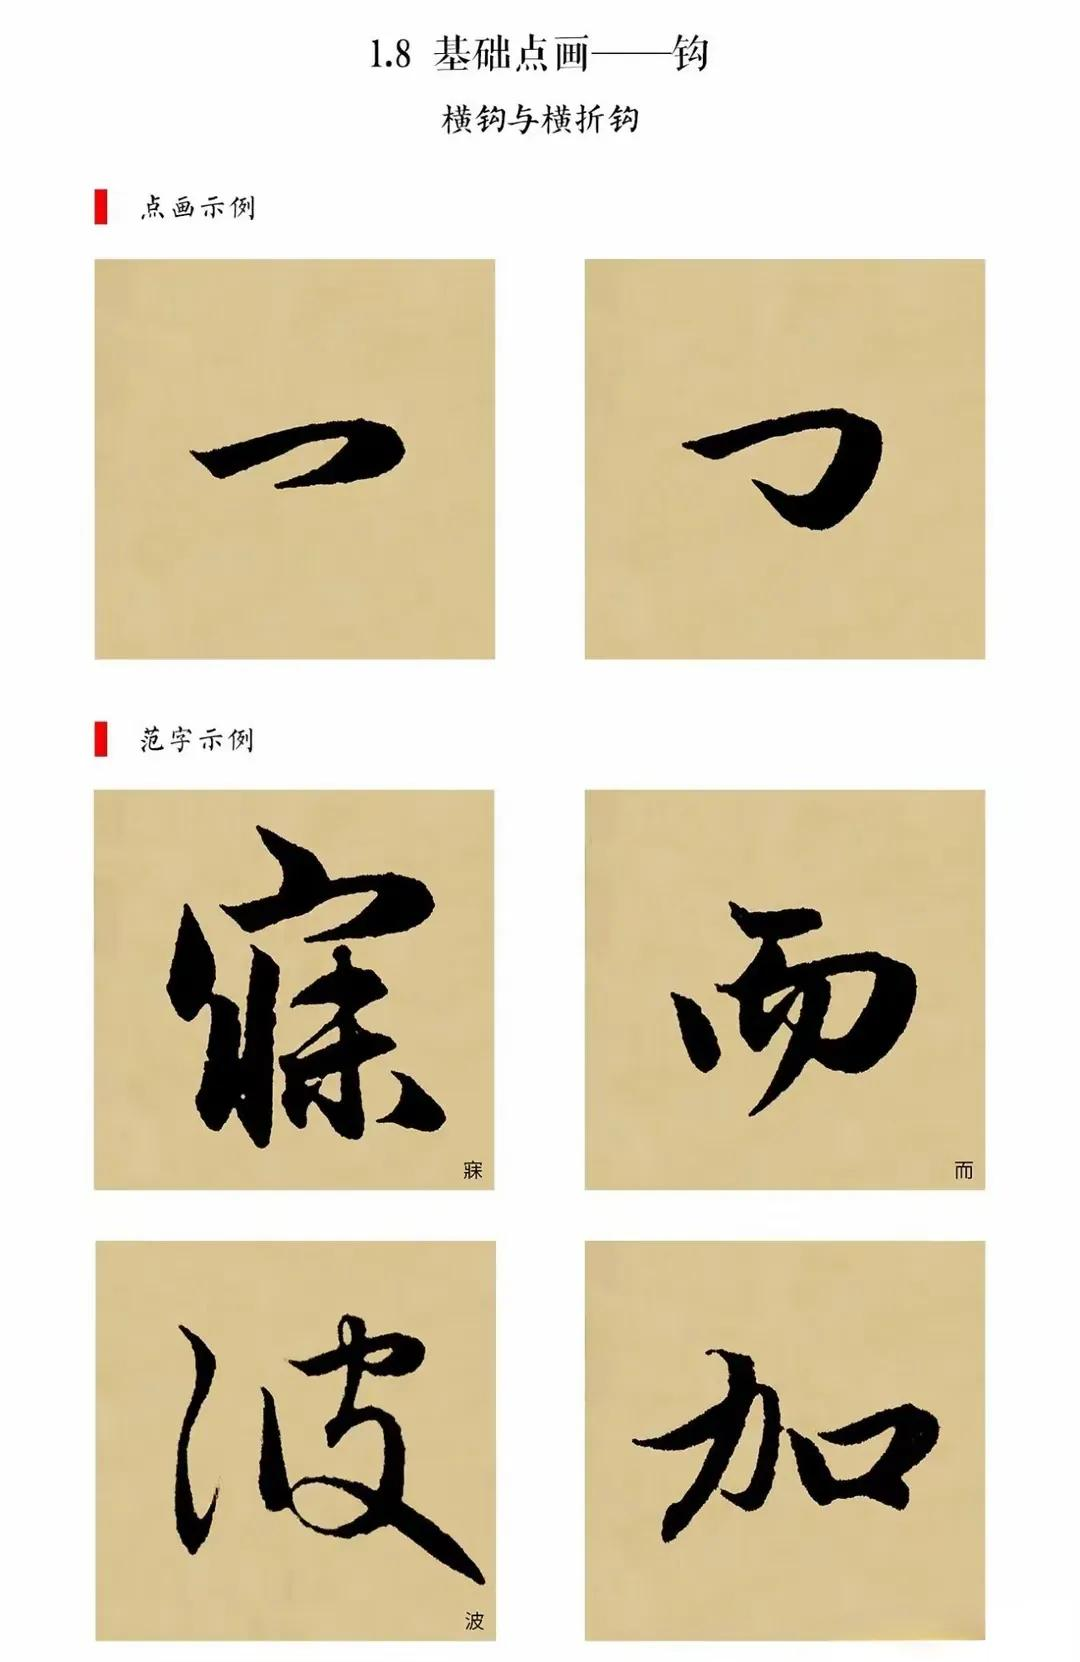 1.8 基础点画——钩
横钩与横折钩
点画示例
一 ㇆
范字示例
寐 而
寐 而
波 加
波